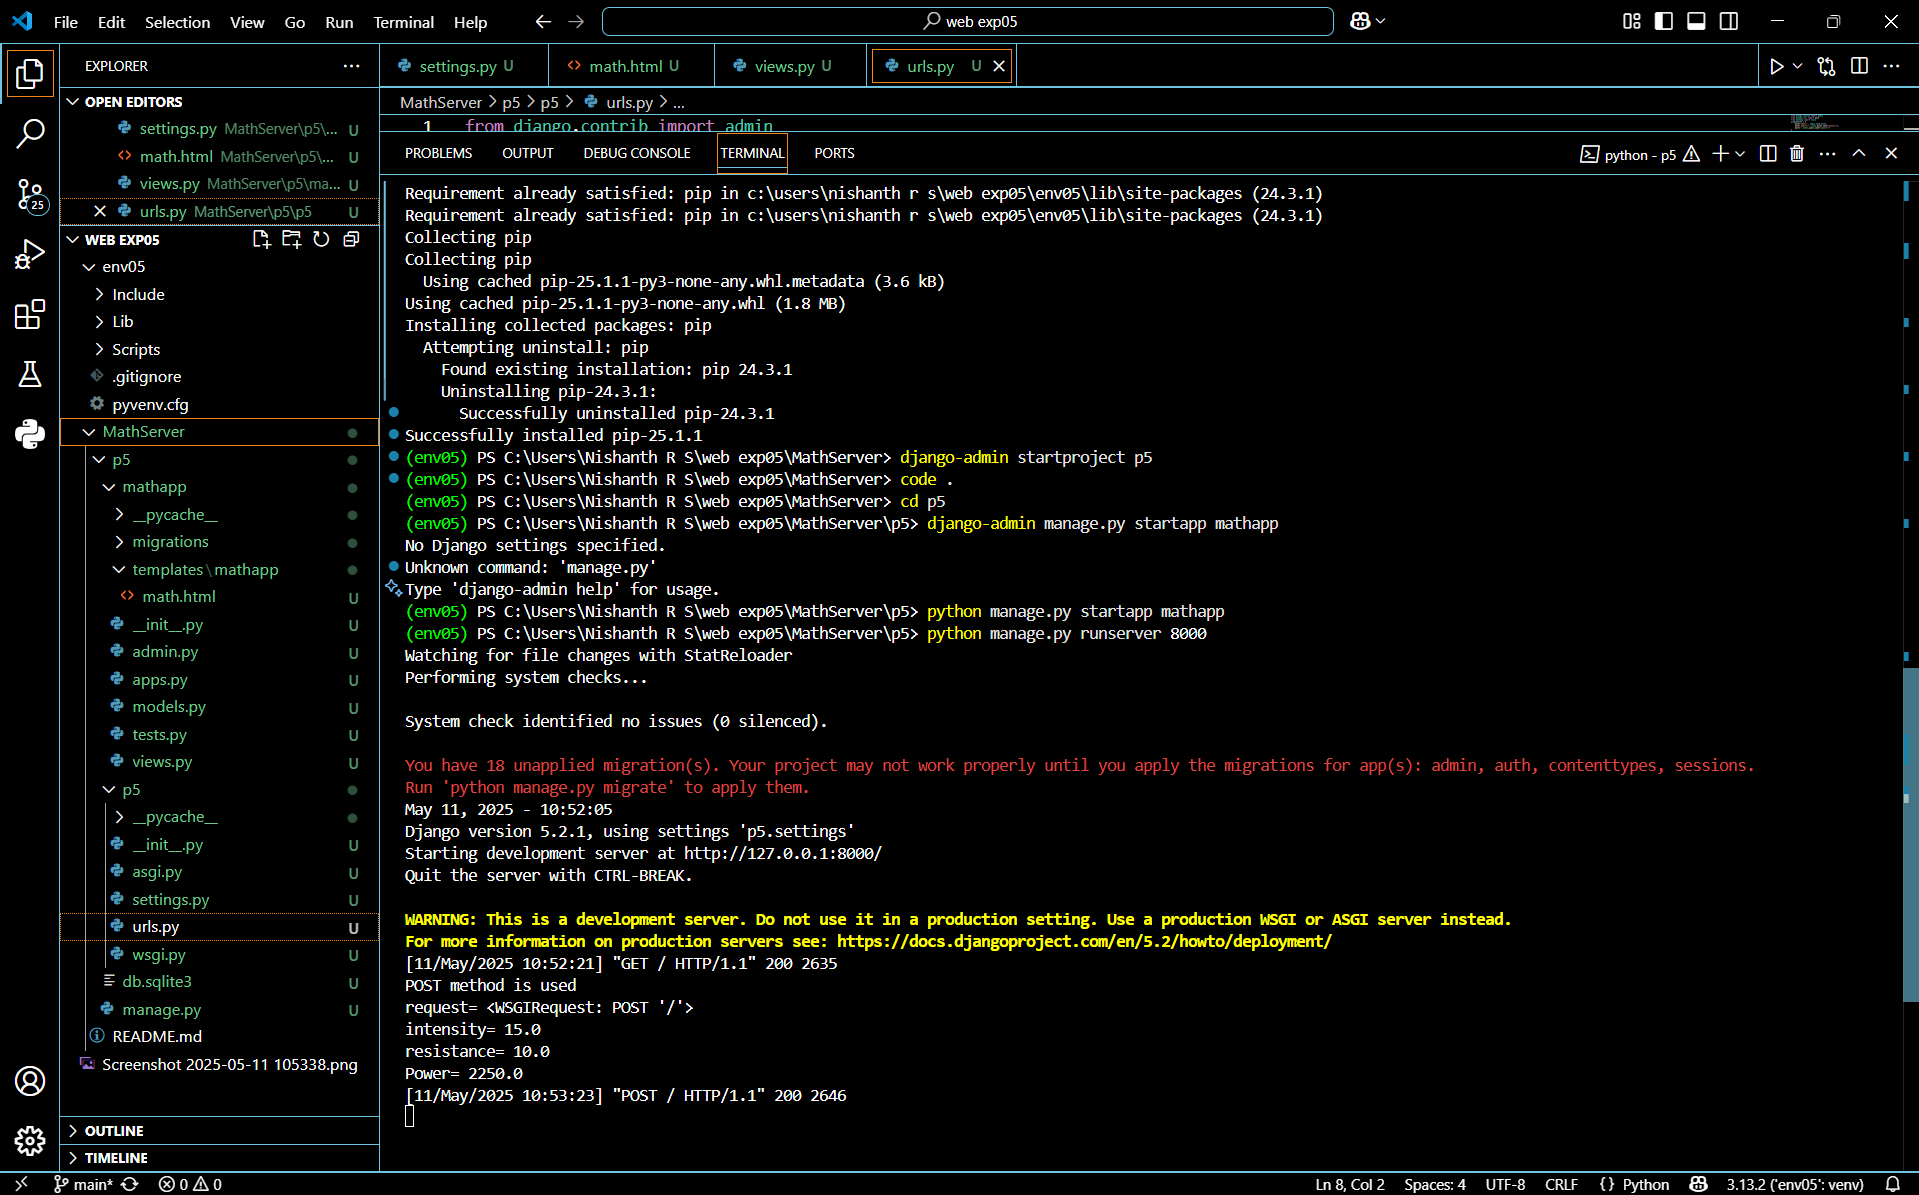 File Edit Selection View Go Run Terminal Help
web exp05
EXPLORER
OPEN EDITORS
settings.py MathServer\p5\... U
math.html MathServer\p5\... U
views.py MathServer\p5\ma... U
urls.py MathServer\p5\p5 U
25
WEB EXP05
env05
Include
Lib
Scripts
.gitignore
pyvenv.cfg
MathServer
p5
mathapp
__pycache__
migrations
templates\mathapp
math.html U
__init__.py U
admin.py U
apps.py U
models.py U
tests.py U
views.py U
p5
__pycache__
__init__.py U
asgi.py U
settings.py U
urls.py U
wsgi.py U
db.sqlite3 U
manage.py U
README.md
Screenshot 2025-05-11 105338.png
OUTLINE
TIMELINE
settings.py U
math.html U
views.py U
urls.py U
MathServer > p5 > p5 > urls.py > ...
1 from django.contrib import admin
PROBLEMS OUTPUT DEBUG CONSOLE TERMINAL PORTS
python - p5
Requirement already satisfied: pip in c:\users\nishanth r s\web exp05\env05\lib\site-packages (24.3.1)
Requirement already satisfied: pip in c:\users\nishanth r s\web exp05\env05\lib\site-packages (24.3.1)
Collecting pip
Collecting pip
Using cached pip-25.1.1-py3-none-any.whl.metadata (3.6 kB)
Using cached pip-25.1.1-py3-none-any.whl (1.8 MB)
Installing collected packages: pip
Attempting uninstall: pip
Found existing installation: pip 24.3.1
Uninstalling pip-24.3.1:
Successfully uninstalled pip-24.3.1
Successfully installed pip-25.1.1
(env05) PS C:\Users\Nishanth R S\web exp05\MathServer> django-admin startproject p5
(env05) PS C:\Users\Nishanth R S\web exp05\MathServer> code .
(env05) PS C:\Users\Nishanth R S\web exp05\MathServer> cd p5
(env05) PS C:\Users\Nishanth R S\web exp05\MathServer\p5> django-admin manage.py startapp mathapp
No Django settings specified.
Unknown command: 'manage.py'
Type 'django-admin help' for usage.
(env05) PS C:\Users\Nishanth R S\web exp05\MathServer\p5> python manage.py startapp mathapp
(env05) PS C:\Users\Nishanth R S\web exp05\MathServer\p5> python manage.py runserver 8000
Watching for file changes with StatReloader
Performing system checks...
System check identified no issues (0 silenced).
You have 18 unapplied migration(s). Your project may not work properly until you apply the migrations for app(s): admin, auth, contenttypes, sessions.
Run 'python manage.py migrate' to apply them.
May 11, 2025 - 10:52:05
Django version 5.2.1, using settings 'p5.settings'
Starting development server at http://127.0.0.1:8000/
Quit the server with CTRL-BREAK.
WARNING: This is a development server. Do not use it in a production setting. Use a production WSGI or ASGI server instead.
For more information on production servers see: https://docs.djangoproject.com/en/5.2/howto/deployment/
[11/May/2025 10:52:21] "GET / HTTP/1.1" 200 2635
POST method is used
request= <WSGIRequest: POST '/'>
intensity= 15.0
resistance= 10.0
Power= 2250.0
[11/May/2025 10:53:23] "POST / HTTP/1.1" 200 2646
main* 0 0
Ln 8, Col 2 Spaces: 4 UTF-8 CRLF {} Python 3.13.2 ('env05': venv)